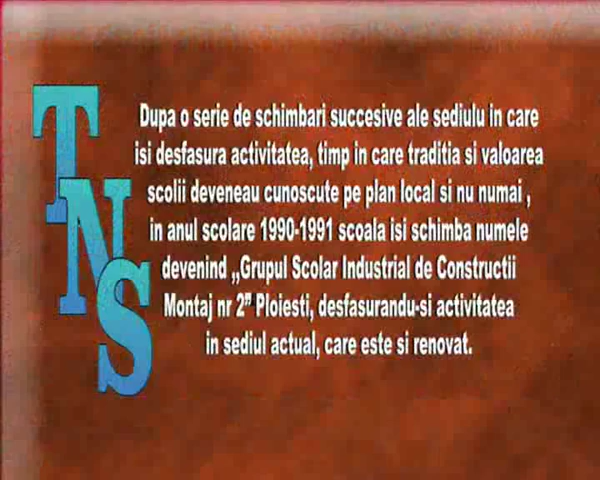 TNS
Dupa o serie de schimbari succesive ale sediulu in care
isi desfasura activitatea, timp in care traditia si valoarea
scolii deveneau cunoscute pe plan local si nu numai ,
in anul scolare 1990-1991 scoala isi schimba numele
devenind „Grupul Scolar Industrial de Constructii
Montaj nr 2” Ploiesti, desfasurandu-si activitatea
in sediul actual, care este si renovat.